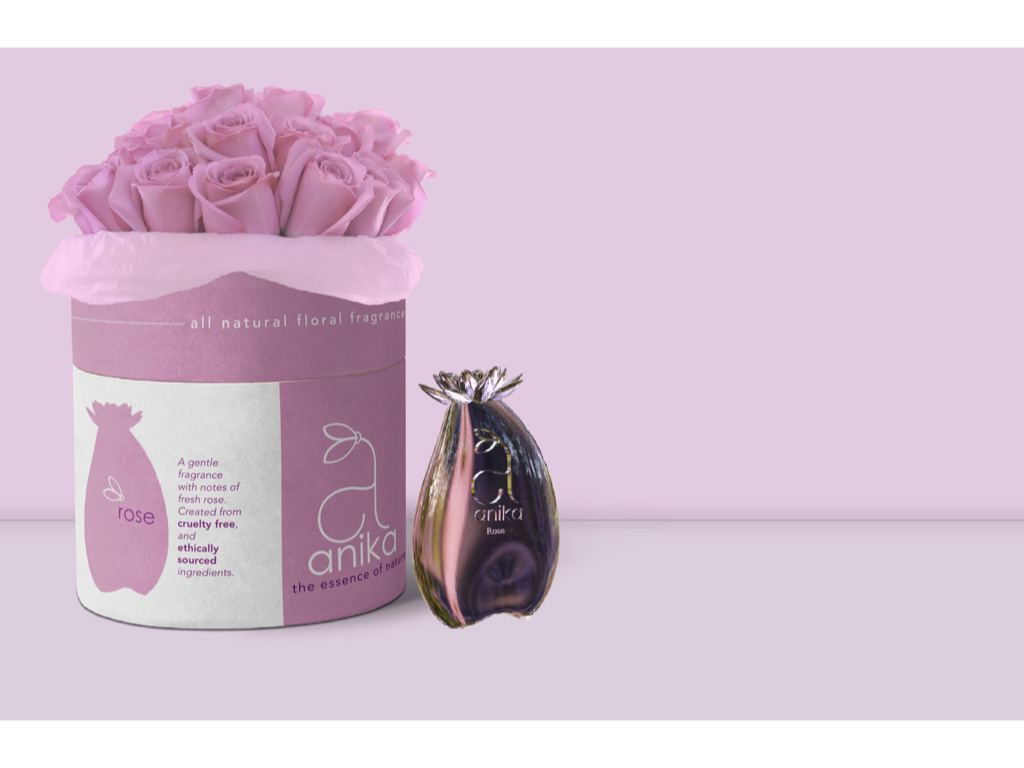 all natural floral fragrance
rose
A gentle
fragrance
with notes of
fresh rose.
Created from
cruelty free,
and
ethically
sourced
ingredients.
a
anika
the essence of nature
a
anika
Rose